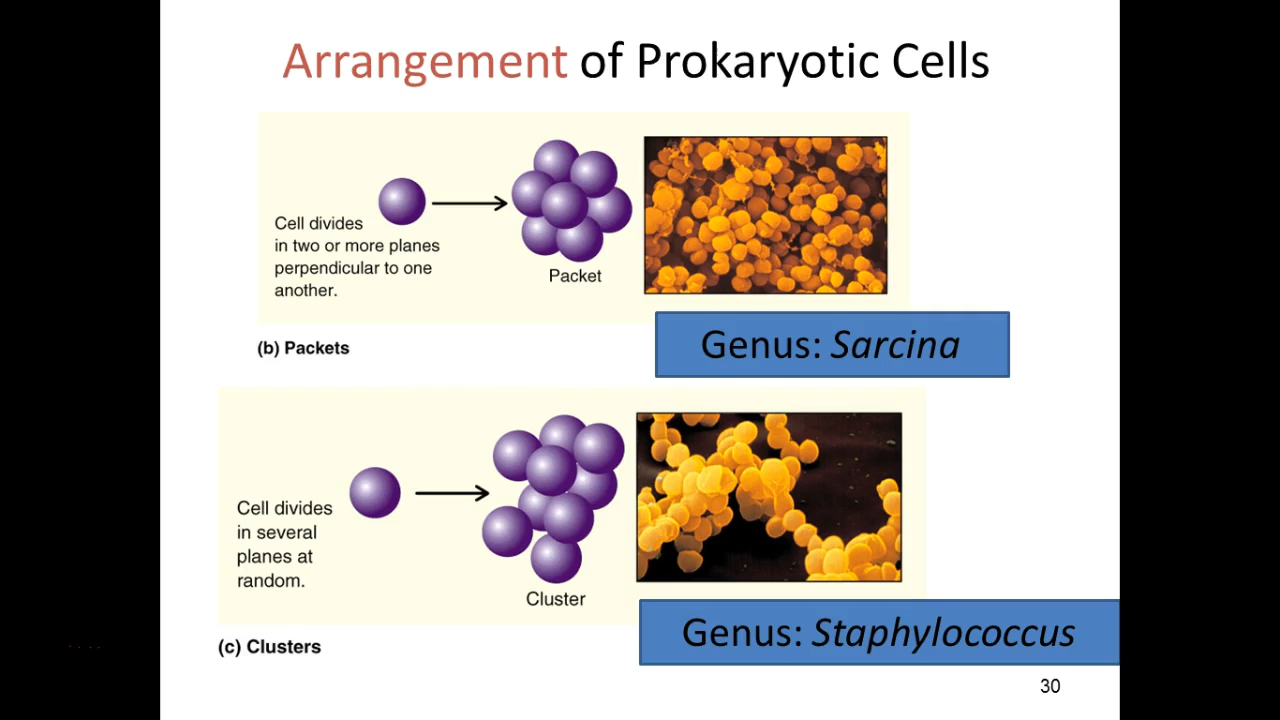 Arrangement of Prokaryotic Cells
Cell divides
in two or more planes
perpendicular to one
another.
Packet
(b) Packets
Genus: Sarcina
Cell divides
in several
planes at
random.
Cluster
(c) Clusters
Genus: Staphylococcus
30